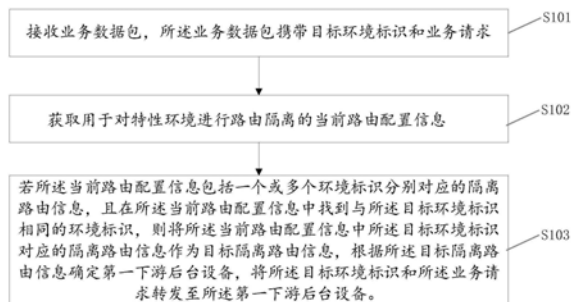 接收业务数据包，所述业务数据包携带目标环境标识和业务请求
S101
获取用于对特性环境进行路由隔离的当前路由配置信息
S102
若所述当前路由配置信息包括一个或多个环境标识分别对应的隔离
路由信息，且在所述当前路由配置信息中找到与所述目标环境标识
相同的环境标识，则将所述当前路由配置信息中所述目标环境标识
对应的隔离路由信息作为目标隔离路由信息，根据所述目标隔离路
由信息确定第一下游后台设备，将所述目标环境标识和所述业务请
求转发至所述第一下游后台设备。
S103